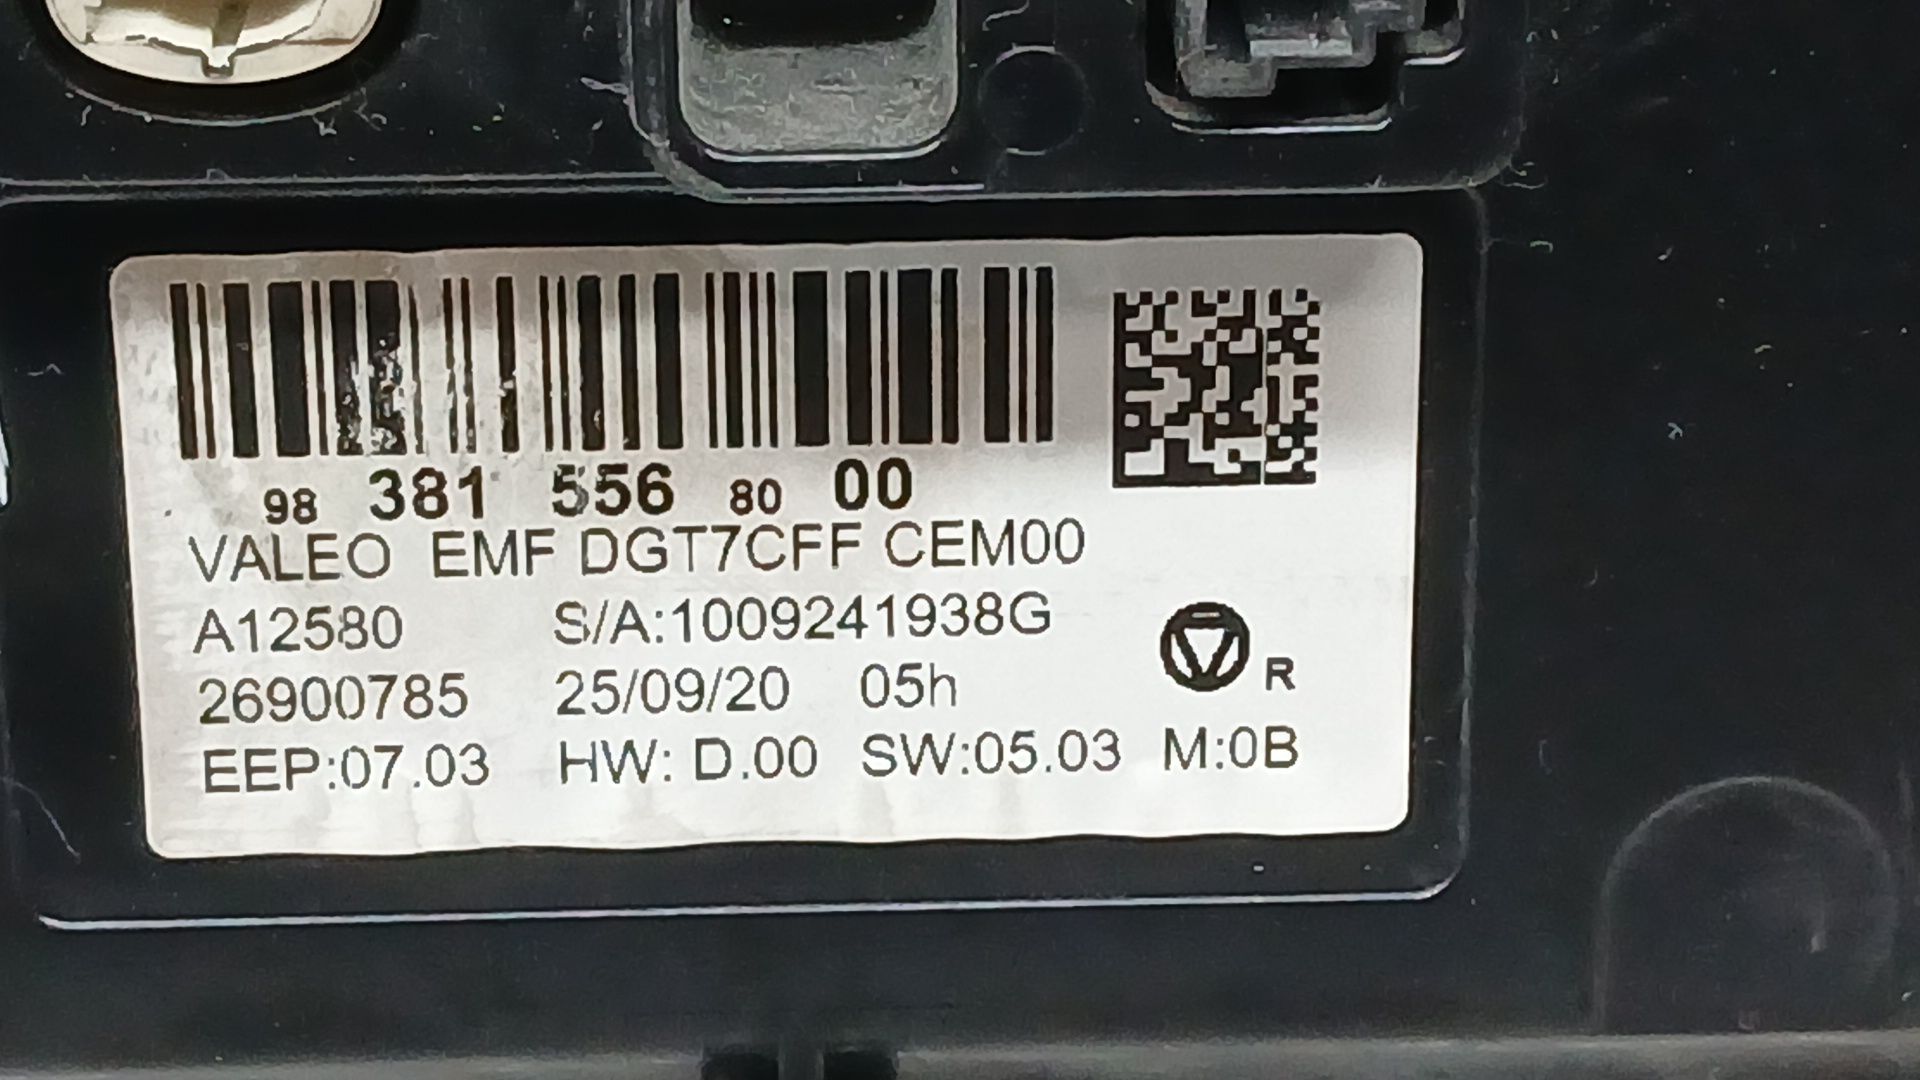 98 381 556 80 00
VALEO EMF DGT7CFF CEM00
A12580 S/A:1009241938G
26900785 25/09/20 05h R
EEP:07.03 HW: D.00 SW:05.03 M:0B